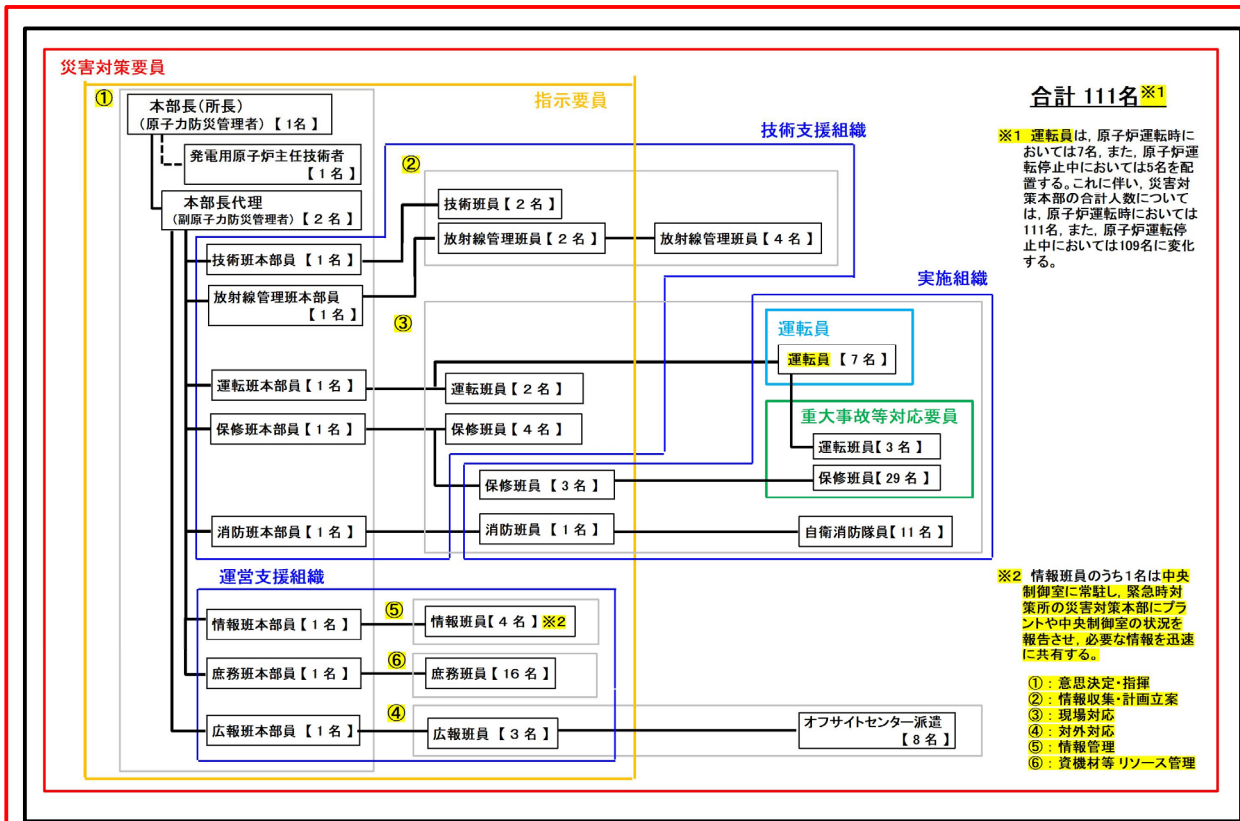 災害対策要員
①
本部長(所長)
(原子力防災管理者)【 1名 】
指示要員
発電用原子炉主任技術者
【 1 名 】
本部長代理
(副原子力防災管理者)【 2 名 】
技術支援組織
②
技術班本部員【 1 名 】
技術班員【 2 名 】
放射線管理班員【 2 名 】
放射線管理班員【 4 名 】
放射線管理班本部員
【 1 名 】
実施組織
③
運転員
運転員【 7 名 】
運転班本部員【 1 名 】
運転班員【 2 名 】
重大事故等対応要員
保修班本部員【 1 名 】
保修班員【 4 名 】
運転班員【 3 名 】
保修班員【 3 名 】
保修班員【 29 名 】
消防班本部員【 1 名 】
消防班員【 1 名 】
自衛消防隊員【 11 名 】
運営支援組織
⑤
情報班本部員【 1 名 】
情報班員【 4 名 】※2
⑥
庶務班本部員【 1 名 】
庶務班員【 16 名 】
④
広報班本部員【 1 名 】
広報班員【 3 名 】
オフサイトセンター派遣
【 8 名 】
合計 111名※1
※1 運転員は,原子炉運転時に
おいては7名,また,原子炉運
転停止中においては5名を配
置する。これに伴い,災害対
策本部の合計人数について
は,原子炉運転時においては
111名,また,原子炉運転停
止中においては109名に変化
する。
※2 情報班員のうち1名は中央
制御室に常駐し,緊急時対
策所の災害対策本部にプラ
ントや中央制御室の状況を
報告させ,必要な情報を迅速
に共有する。
①:意思決定・指揮
②:情報収集・計画立案
③:現場対応
④:対外対応
⑤:情報管理
⑥:資機材等 リソース管理